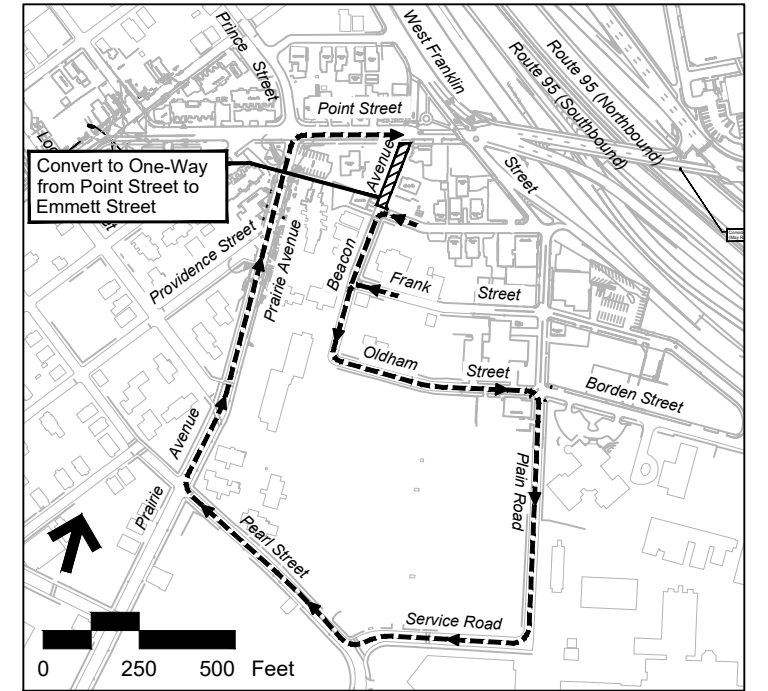 Prince
Street
West Franklin
Route 95 (Northbound)
Route 95 (Southbound)
Point Street
Convert to One-Way
from Point Street to
Emmett Street
Avenue
Street
Providence Street
Prairie Avenue
Beacon
Frank
Street
Oldham
Street
Borden Street
Avenue
Prairie
Plain Road
Pearl Street
Service Road
0 250 500 Feet